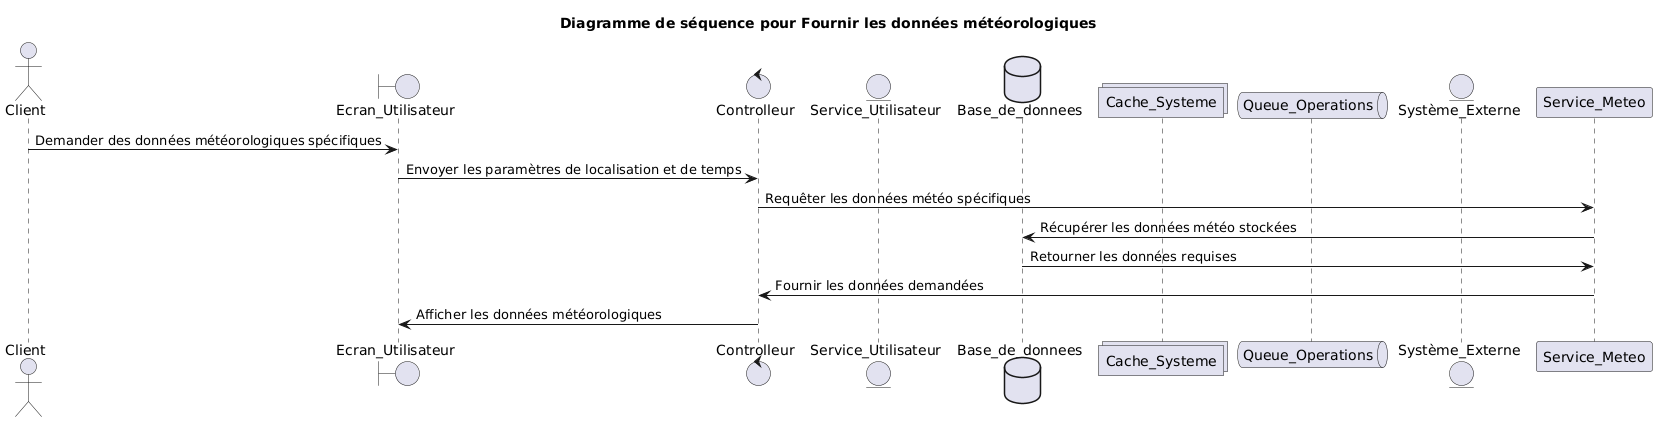 Diagramme de séquence pour Fournir les données météorologiques
Client
Ecran_Utilisateur
Controlleur
Service_Utilisateur
Base_de_donnees
Cache_Systeme
Queue_Operations
Système_Externe
Service_Meteo
Demander des données météorologiques spécifiques
Envoyer les paramètres de localisation et de temps
Requêter les données météo spécifiques
Récupérer les données météo stockées
Retourner les données requises
Fournir les données demandées
Afficher les données météorologiques
Client
Ecran_Utilisateur
Controlleur
Service_Utilisateur
Base_de_donnees
Cache_Systeme
Queue_Operations
Système_Externe
Service_Meteo